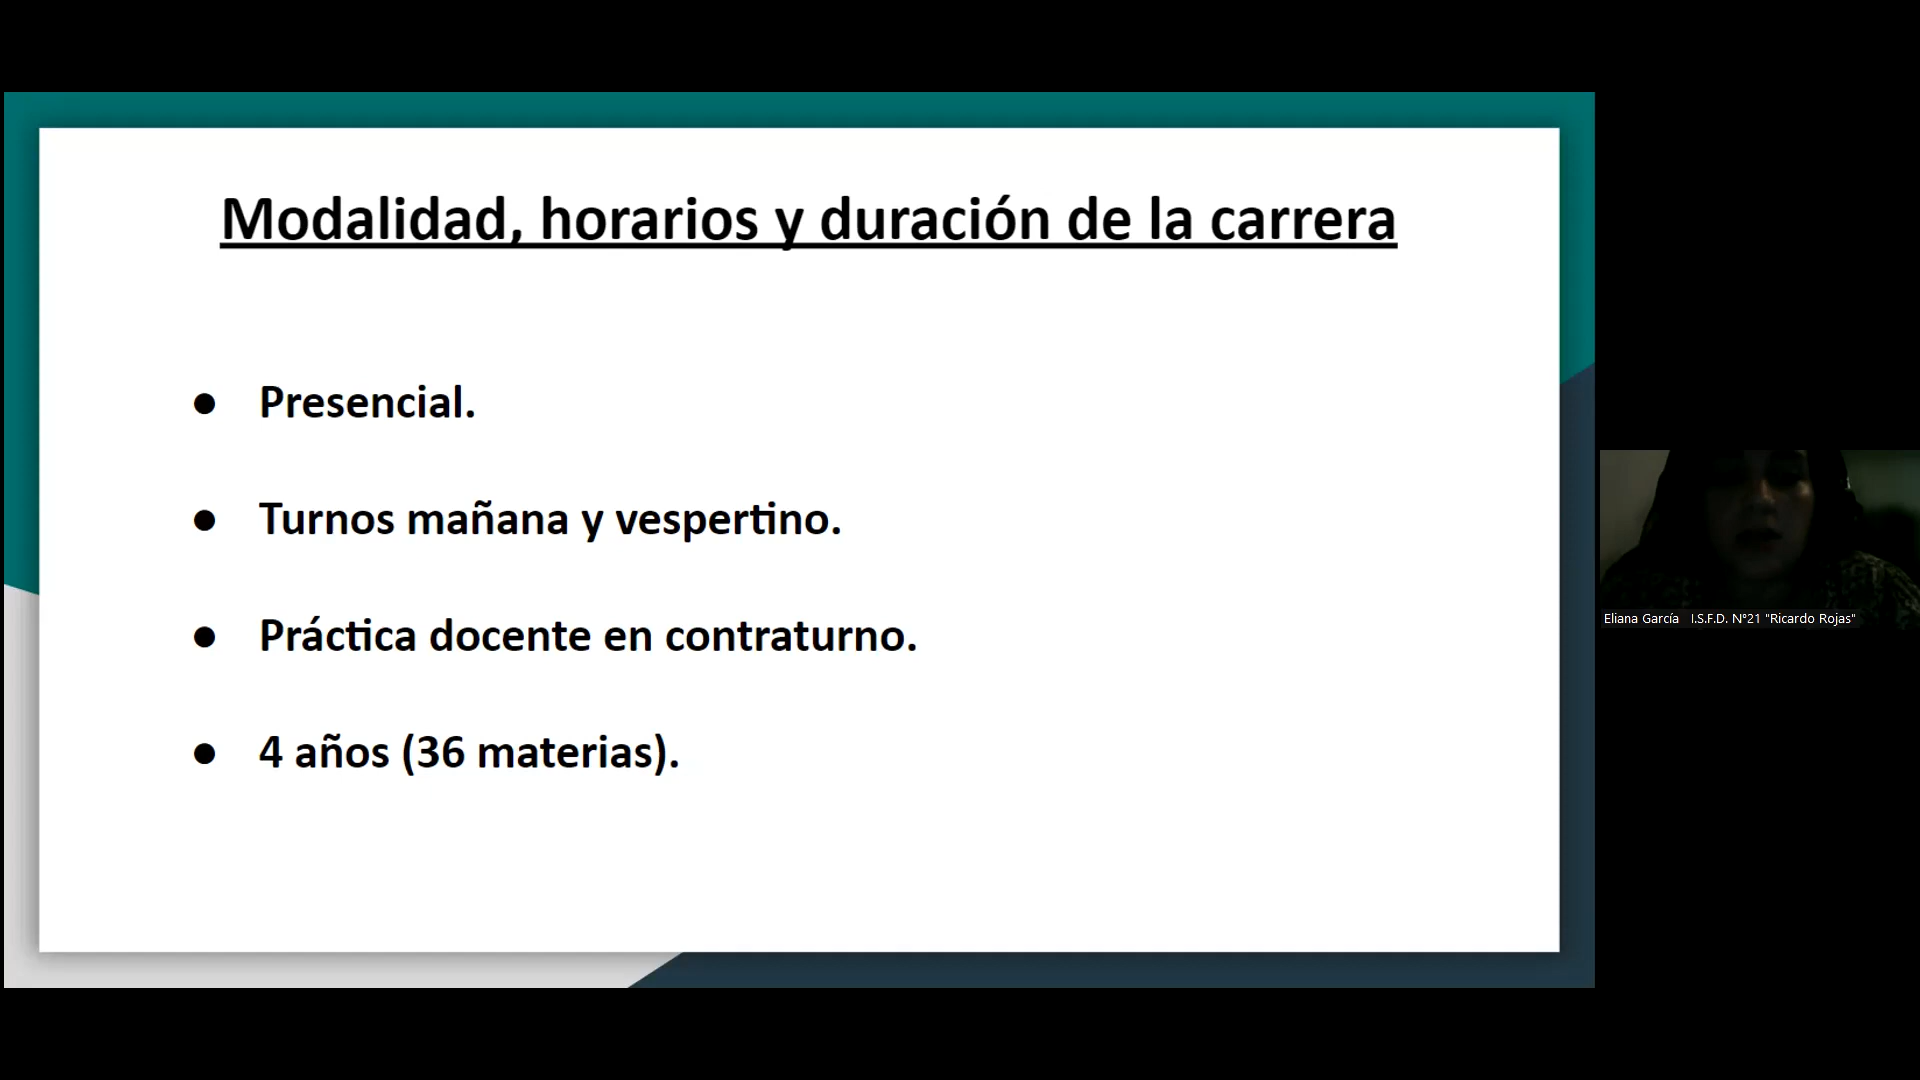 Modalidad, horarios y duración de la carrera
● Presencial.
● Turnos mañana y vespertino.
● Práctica docente en contraturno.
● 4 años (36 materias).
Eliana García I.S.F.D. N°21 "Ricardo Rojas"